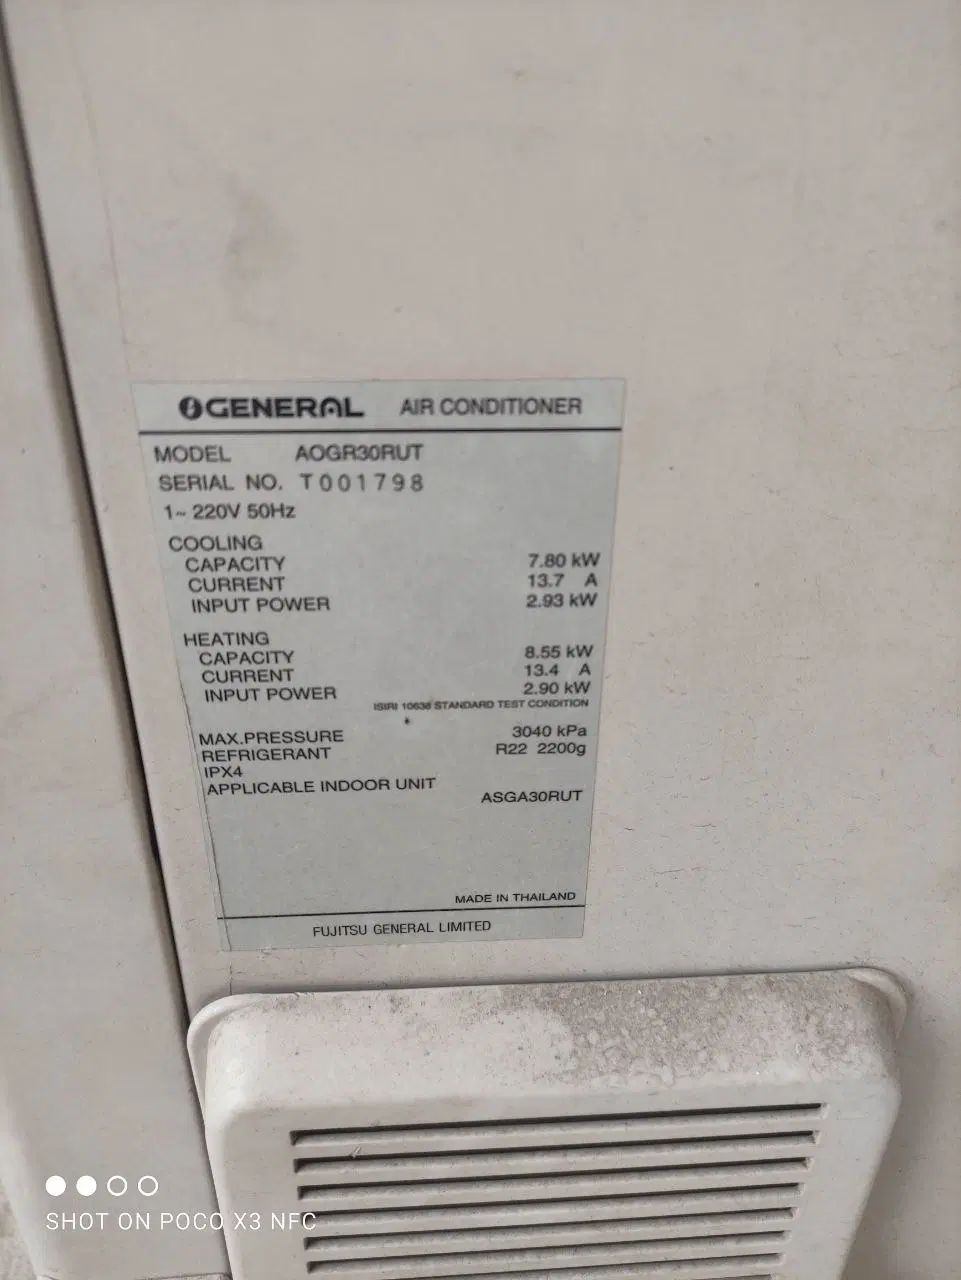 GENERAL AIR CONDITIONER
MODEL AOGR30RUT
SERIAL NO. T001798
1~ 220V 50Hz
COOLING
CAPACITY 7.80 kW
CURRENT 13.7 A
INPUT POWER 2.93 kW
HEATING
CAPACITY 8.55 kW
CURRENT 13.4 A
INPUT POWER 2.90 kW
ISIRI 10638 STANDARD TEST CONDITION
MAX.PRESSURE 3040 kPa
REFRIGERANT R22 2200g
IPX4
APPLICABLE INDOOR UNIT
ASGA30RUT
MADE IN THAILAND
FUJITSU GENERAL LIMITED
SHOT ON POCO X3 NFC